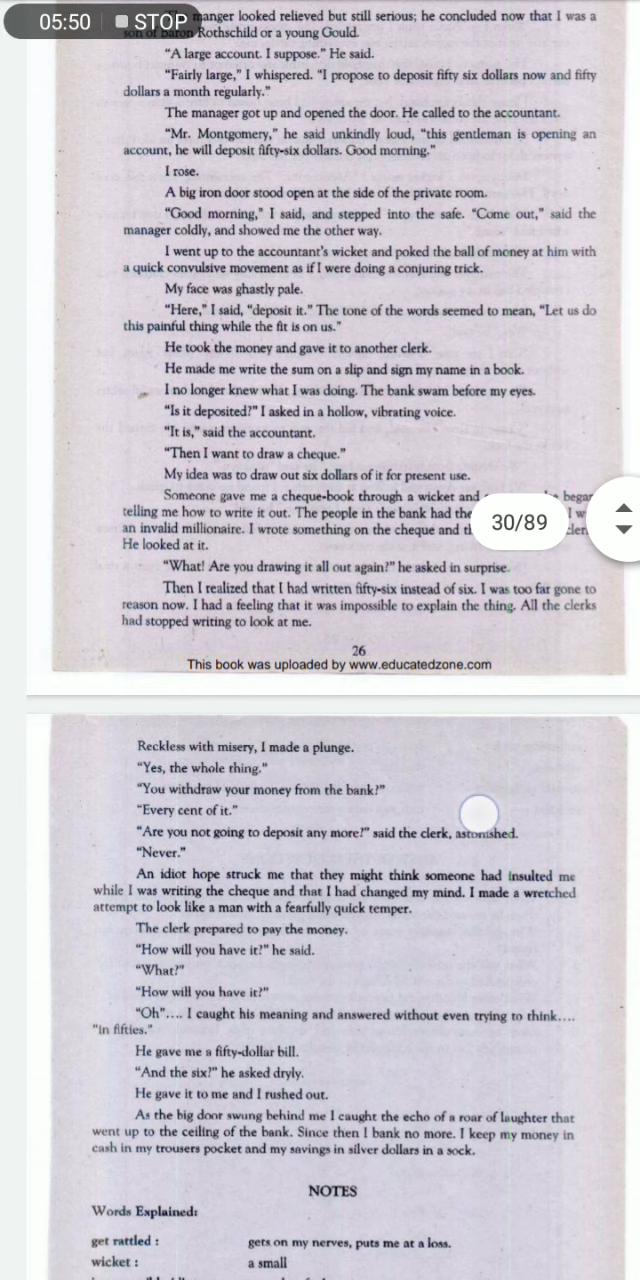 05:50 STOP
manger looked relieved but still serious; he concluded now that I was a
son of Baron Rothschild or a young Gould.
"A large account. I suppose." He said.
"Fairly large," I whispered. "I propose to deposit fifty six dollars now and fifty
dollars a month regularly."
The manager got up and opened the door. He called to the accountant.
"Mr. Montgomery," he said unkindly loud, "this gentleman is opening an
account, he will deposit fifty-six dollars. Good morning."
I rose.
A big iron door stood open at the side of the private room.
"Good morning," I said, and stepped into the safe. "Come out," said the
manager coldly, and showed me the other way.
I went up to the accountant's wicket and poked the ball of money at him with
a quick convulsive movement as if I were doing a conjuring trick.
My face was ghastly pale.
"Here," I said, "deposit it." The tone of the words seemed to mean, "Let us do
this painful thing while the fit is on us."
He took the money and gave it to another clerk.
He made me write the sum on a slip and sign my name in a book.
I no longer knew what I was doing. The bank swam before my eyes.
"Is it deposited?" I asked in a hollow, vibrating voice.
"It is," said the accountant.
"Then I want to draw a cheque."
My idea was to draw out six dollars of it for present use.
Someone gave me a cheque-book through a wicket and began
telling me how to write it out. The people in the bank had the I
an invalid millionaire. I wrote something on the cheque and
He looked at it.
30/89
"What! Are you drawing it all out again?" he asked in surprise.
Then I realized that I had written fifty-six instead of six. I was too far gone to
reason now. I had a feeling that it was impossible to explain the thing. All the clerks
had stopped writing to look at me.
26
This book was uploaded by www.educatedzone.com
Reckless with misery, I made a plunge.
"Yes, the whole thing."
"You withdraw your money from the bank?"
"Every cent of it."
"Are you not going to deposit any more?" said the clerk, astonished.
"Never."
An idiot hope struck me that they might think someone had insulted me
while I was writing the cheque and that I had changed my mind. I made a wretched
attempt to look like a man with a fearfully quick temper.
The clerk prepared to pay the money.
"How will you have it?" he said.
"What?"
"How will you have it?"
"Oh".... I caught his meaning and answered without even trying to think....
"in fifties."
He gave me a fifty-dollar bill.
"And the six?" he asked dryly.
He gave it to me and I rushed out.
As the big door swung behind me I caught the echo of a roar of laughter that
went up to the ceiling of the bank. Since then I bank no more. I keep my money in
cash in my trousers pocket and my savings in silver dollars in a sock.
NOTES
Words Explained:
get rattled : gets on my nerves, puts me at a loss.
wicket : a small